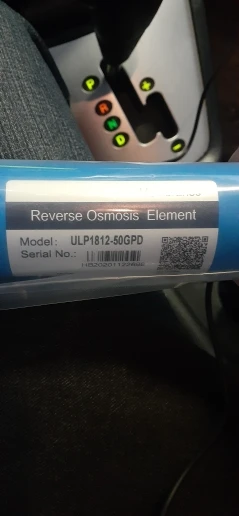 P
+
R
N
D
-
Reverse Osmosis Element
Model: ULP1812-50GPD
Serial No.: